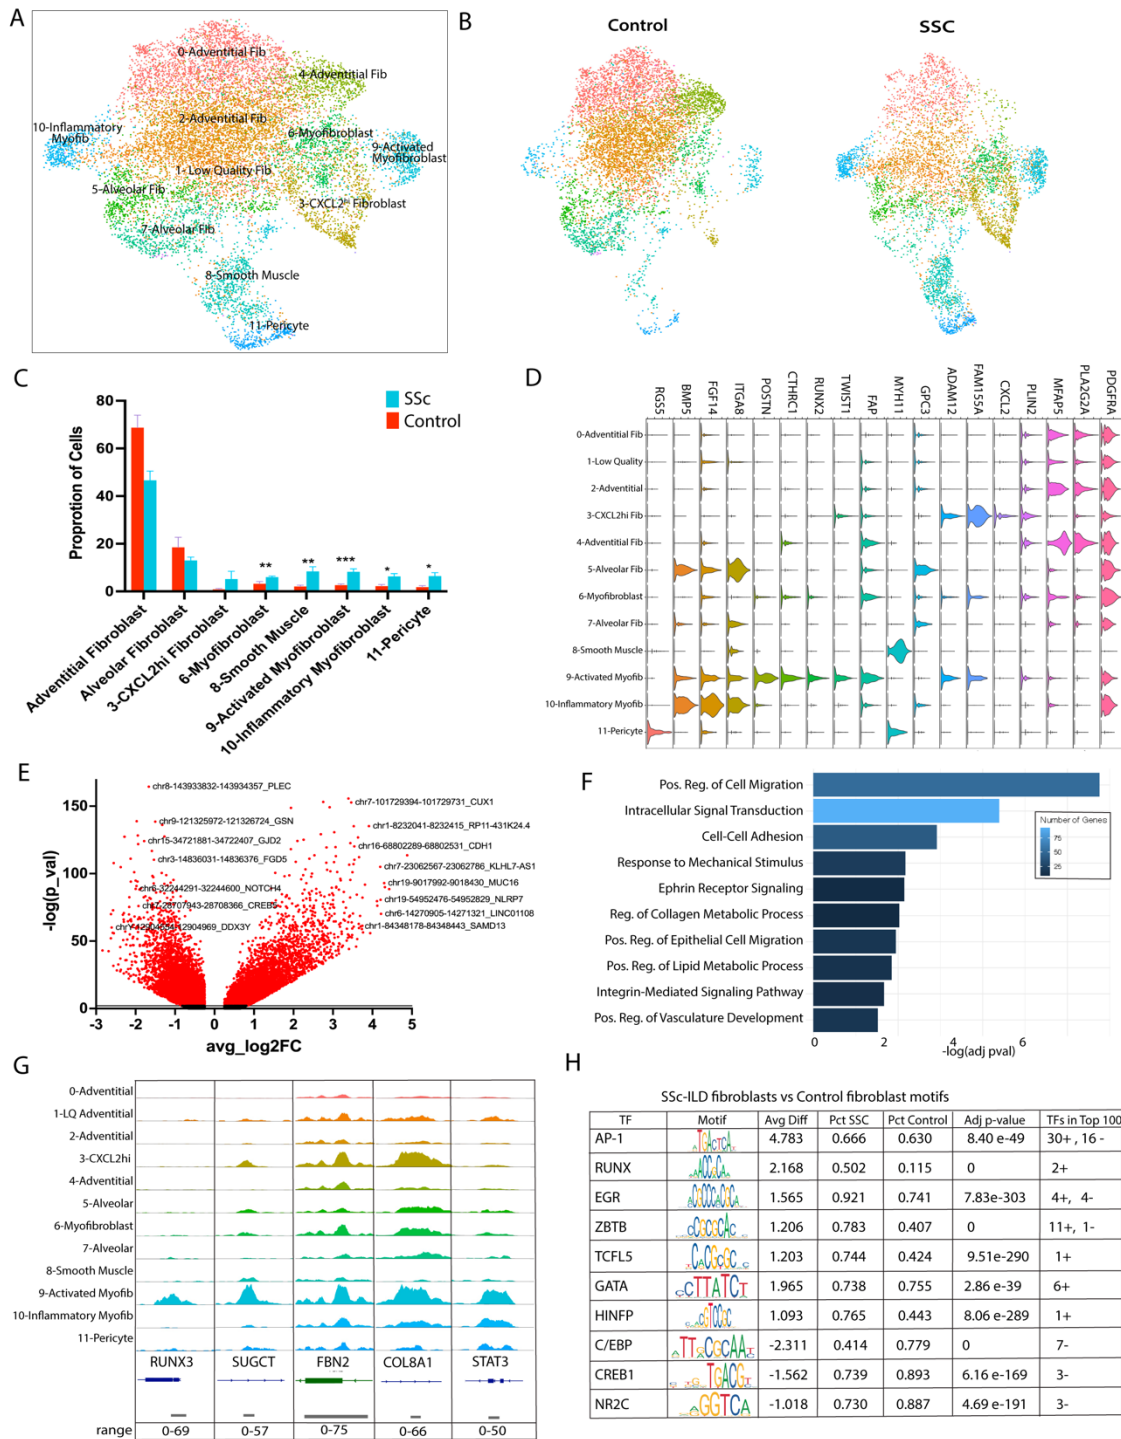 A
0-Adventitial Fib
4-Adventitial Fib
2-Adventitial Fib
10-Inflammatory
Myofib
6-Myofibroblast
9-Activated
Myofibroblast
1- Low Quality Fib
5-Alveolar Fib
3-CXCL2hi Fibroblast
7-Alveolar Fib
8-Smooth Muscle
11-Pericyte
B
Control
SSC
C
SSc
Control
Proprotion of Cells
80
60
40
20
0
Adventitial Fibroblast
Alveolar Fibroblast
3-CXCL2hi Fibroblast
6-Myofibroblast
8-Smooth Muscle
9-Activated Myofibroblast
10-Inflammatory Myofibroblast
11-Pericyte
** ** *** * *
D
RGS5
BMP5
FGF14
ITGA8
POSTN
CTHRC1
RUNX2
TWIST1
FAP
MYH11
GPC3
ADAM12
FAM155A
CXCL2
PLIN2
MFAP5
PLA2G2A
PDGFRA
0-Adventitial Fib
1-Low Quality
2-Adventitial
3-CXCL2hi Fib
4-Adventitial Fib
5-Alveolar Fib
6-Myofibroblast
7-Alveolar Fib
8-Smooth Muscle
9-Activated Myofib
10-Inflammatory Myofib
11-Pericyte
E
-log(p_val)
150
100
50
0
-3 -2 -1 0 1 2 3 4 5
avg_log2FC
chr8-143933832-143934357_PLEC
chr7-101729394-101729731_CUX1
chr9-121325972-121326724_GSN
chr1-8232041-8232415_RP11-431K24.4
chr15-34721881-34722407_GJD2
chr16-68802289-68802531_CDH1
chr3-14836031-14836376_FGD5
chr7-23062567-23062786_KLHL7-AS1
chr6-32244291-32244600_NOTCH4
chr19-9017992-9018430_MUC16
chr7-28707943-28708366_CREB5
chr19-54952476-54952829_NLRP7
chr6-14270905-14271321_LINC01108
chr1-84348178-84348443_SAMD13
F
Pos. Reg. of Cell Migration
Intracellular Signal Transduction
Cell-Cell Adhesion
Response to Mechanical Stimulus
Ephrin Receptor Signaling
Reg. of Collagen Metabolic Process
Pos. Reg. of Epithelial Cell Migration
Pos. Reg. of Lipid Metabolic Process
Integrin-Mediated Signaling Pathway
Pos. Reg. of Vasculature Development
Number of Genes
75
50
25
0 2 4 6
-log(adj pval)
G
0-Adventitial
1-LQ Adventitial
2-Adventitial
3-CXCL2hi
4-Adventitial
5-Alveolar
6-Myofibroblast
7-Alveolar
8-Smooth Muscle
9-Activated Myofib
10-Inflammatory Myofib
11-Pericyte
RUNX3 SUGCT FBN2 COL8A1 STAT3
range 0-69 0-57 0-75 0-66 0-50
H
SSc-ILD fibroblasts vs Control fibroblast motifs
TF Motif Avg Diff Pct SSC Pct Control Adj p-value TFs in Top 100
AP-1 TGACTCA 4.783 0.666 0.630 8.40 e-49 30+ , 16 -
RUNX AACCGCA 2.168 0.502 0.115 0 2+
EGR 1.565 0.921 0.741 7.83e-303 4+, 4-
ZBTB 1.206 0.783 0.407 0 11+, 1-
TCFL5 CACGCG 1.203 0.744 0.424 9.51e-290 1+
GATA CTTATCT 1.965 0.738 0.755 2.86 e-39 6+
HINFP 1.093 0.765 0.443 8.06 e-289 1+
C/EBP ATTGCGCAA -2.311 0.414 0.779 0 7-
CREB1 TGACGT -1.562 0.739 0.893 6.16 e-169 3-
NR2C GGTCA -1.018 0.730 0.887 4.69 e-191 3-